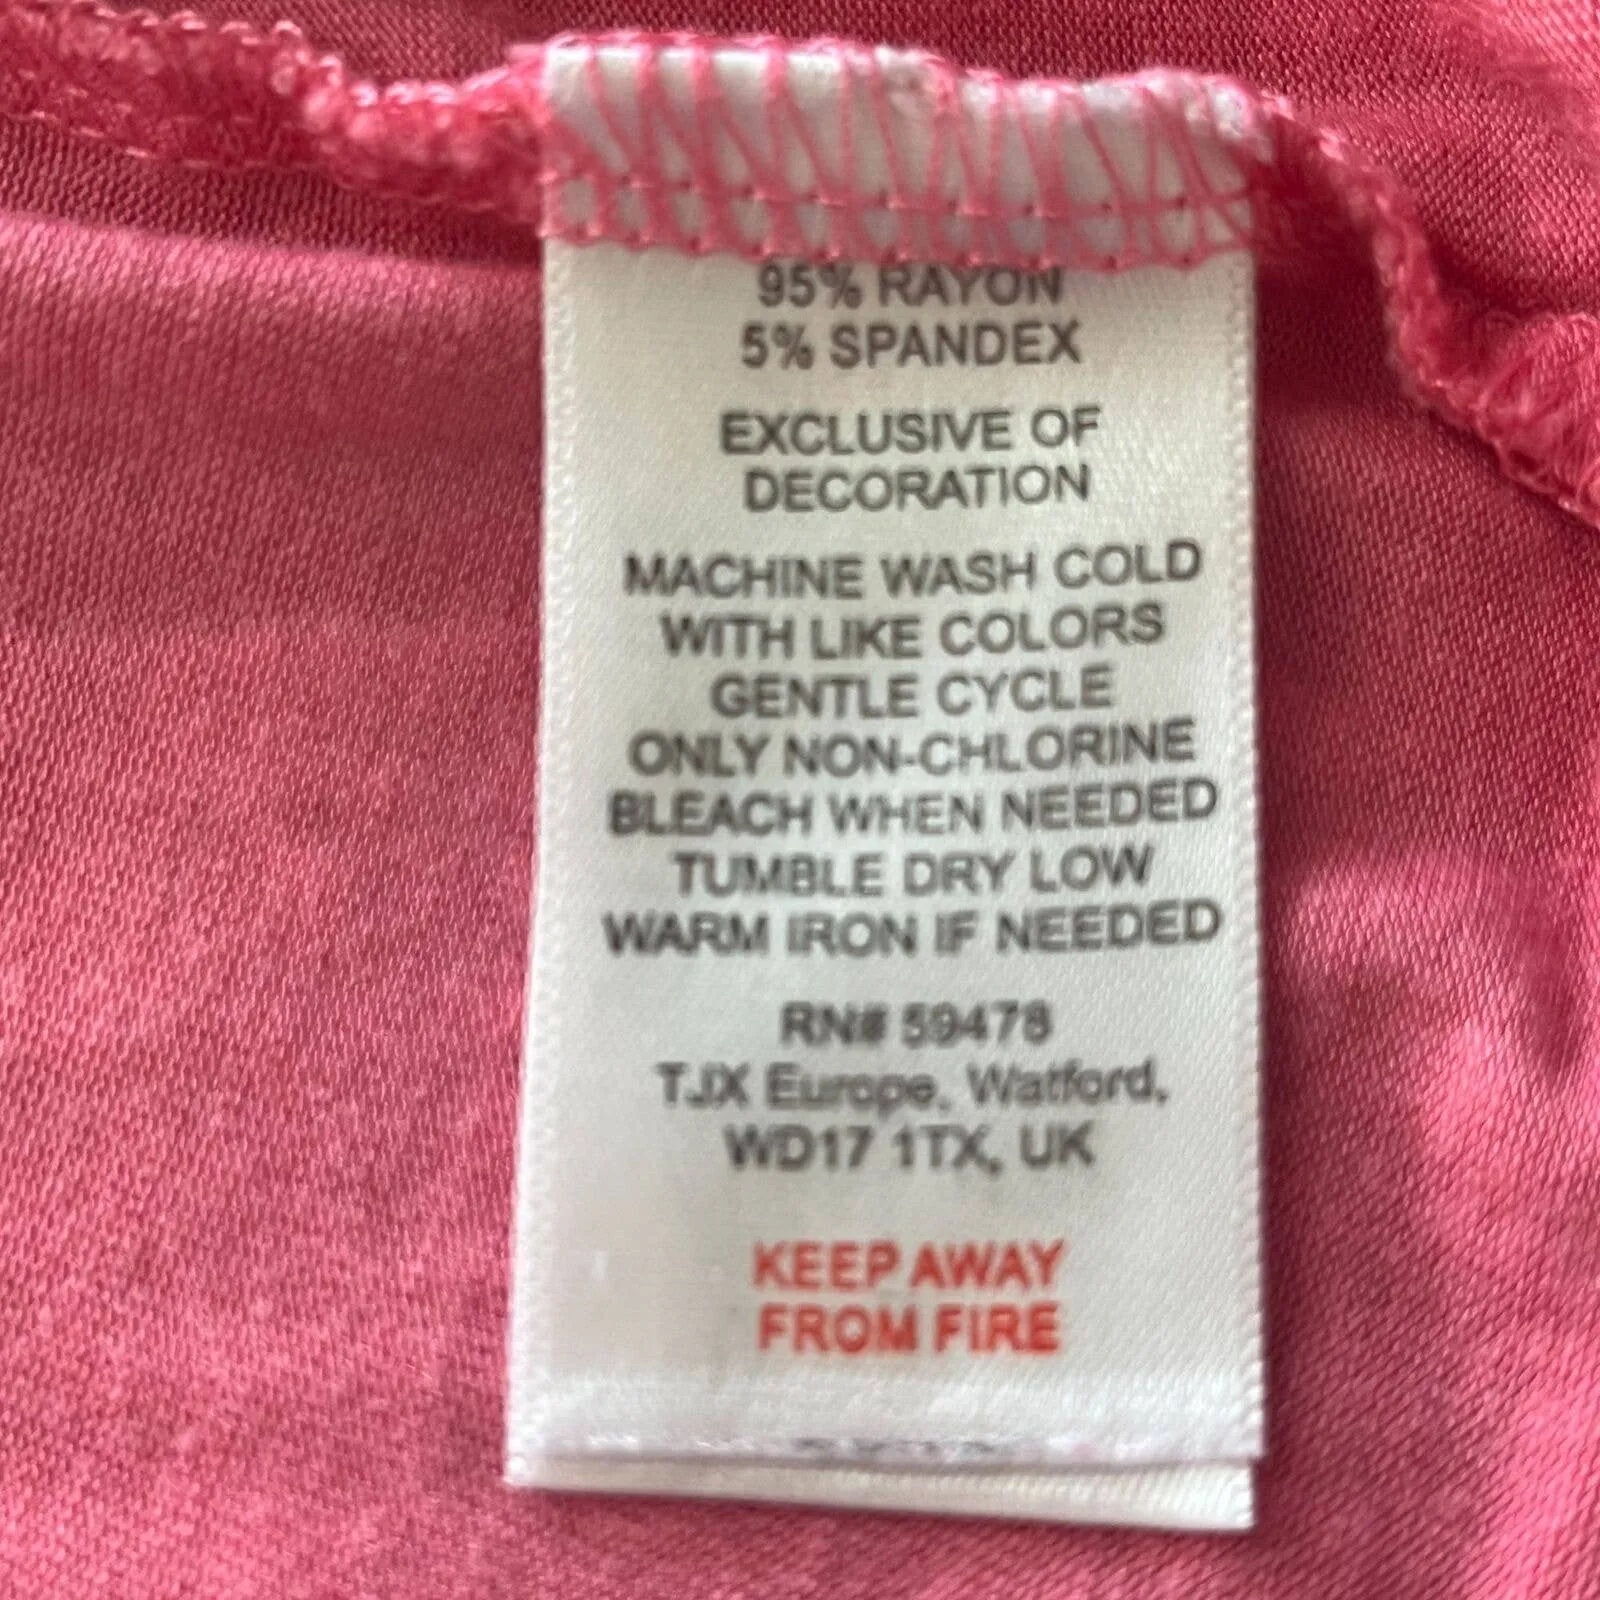 95% RAYON
5% SPANDEX
EXCLUSIVE OF
DECORATION
MACHINE WASH COLD
WITH LIKE COLORS
GENTLE CYCLE
ONLY NON-CHLORINE
BLEACH WHEN NEEDED
TUMBLE DRY LOW
WARM IRON IF NEEDED
RN# 59478
TJX Europe, Watford,
WD17 1TX, UK
KEEP AWAY
FROM FIRE